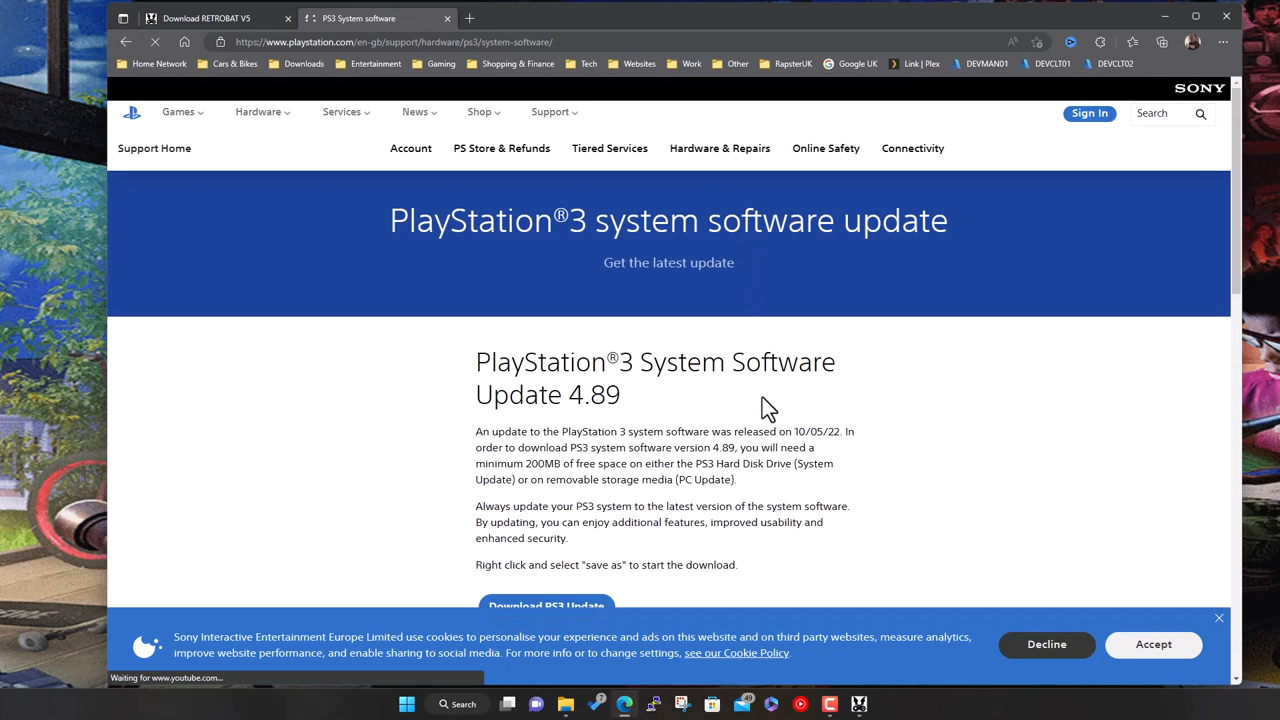 Download RETROBAT V5
PS3 System software
https://www.playstation.com/en-gb/support/hardware/ps3/system-software/
Home Network
Cars & Bikes
Downloads
Entertainment
Gaming
Shopping & Finance
Tech
Websites
Work
Other
RapsterUK
Google UK
Link | Plex
DEVMAN01
DEVCLT01
DEVCLT02
SONY
Games
Hardware
Services
News
Shop
Support
Sign In
Search
Support Home
Account
PS Store & Refunds
Tiered Services
Hardware & Repairs
Online Safety
Connectivity
PlayStation®3 system software update
Get the latest update
PlayStation®3 System Software
Update 4.89
An update to the PlayStation 3 system software was released on 10/05/22. In
order to download PS3 system software version 4.89, you will need a
minimum 200MB of free space on either the PS3 Hard Disk Drive (System
Update) or on removable storage media (PC Update).
Always update your PS3 system to the latest version of the system software.
By updating, you can enjoy additional features, improved usability and
enhanced security.
Right click and select "save as" to start the download.
Download PS3 Update
Sony Interactive Entertainment Europe Limited use cookies to personalise your experience and ads on this website and on third party websites, measure analytics,
improve website performance, and enable sharing to social media. For more info or to change settings, see our Cookie Policy.
Decline
Accept
Waiting for www.youtube.com...
Search
7
49